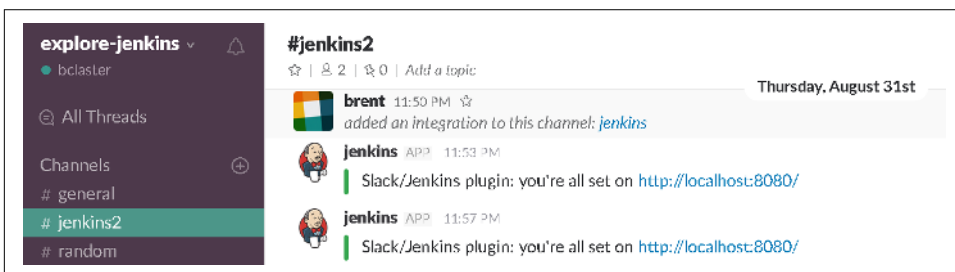 explore-jenkins
bclaster
All Threads
Channels
# general
# jenkins2
# random
#jenkins2
| 2 | 0 | Add a topic
Thursday, August 31st
brent 11:50 PM
added an integration to this channel: jenkins
jenkins APP 11:53 PM
Slack/Jenkins plugin: you're all set on http://localhost:8080/
jenkins APP 11:57 PM
Slack/Jenkins plugin: you're all set on http://localhost:8080/